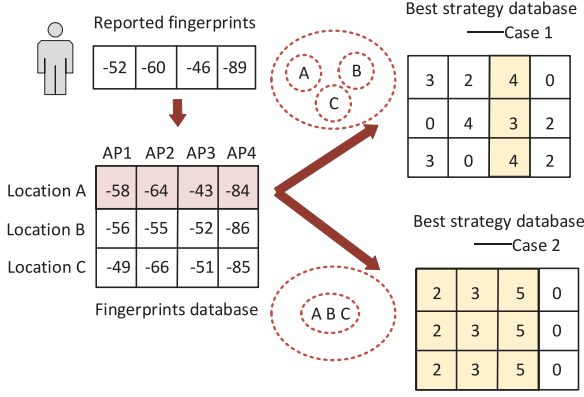 Reported fingerprints
-52 -60 -46 -89
AP1 AP2 AP3 AP4
Location A -58 -64 -43 -84
Location B -56 -55 -52 -86
Location C -49 -66 -51 -85
Fingerprints database
A B
C
A B C
Best strategy database
——Case 1
3 2 4 0
0 4 3 2
3 0 4 2
Best strategy database
——Case 2
2 3 5 0
2 3 5 0
2 3 5 0